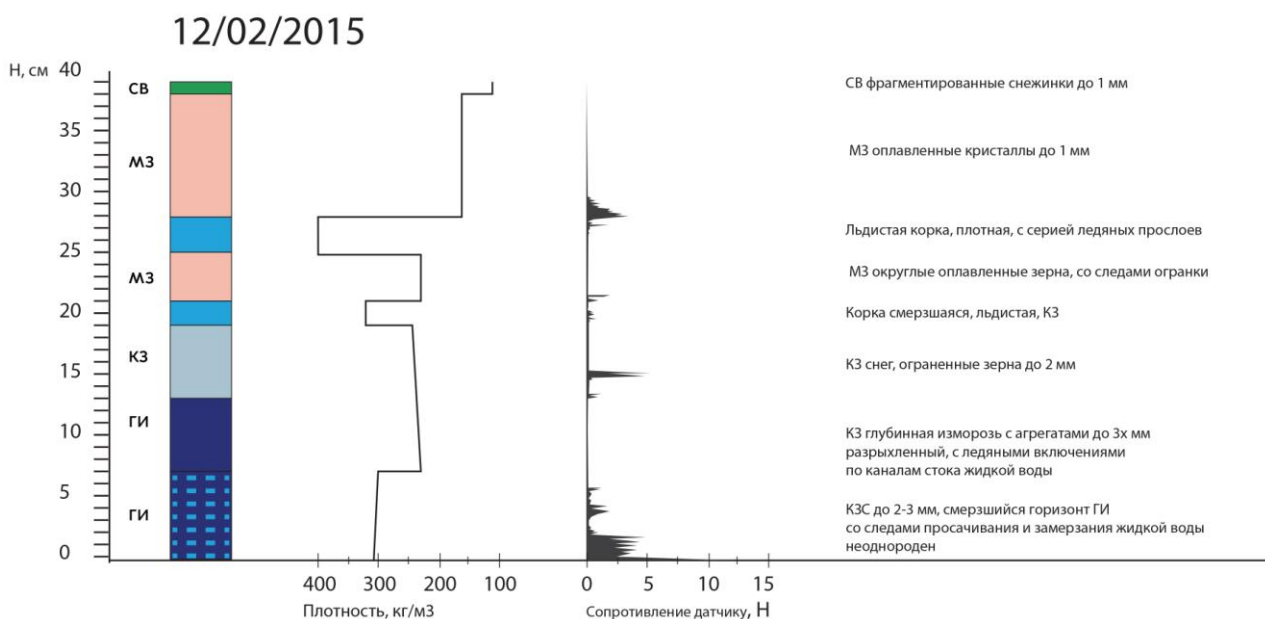 12/02/2015
Н, см 40
СВ
СВ фрагментированные снежинки до 1 мм
35
МЗ
МЗ оплавленные кристаллы до 1 мм
30
Льдистая корка, плотная, с серией ледяных прослоев
25
МЗ
МЗ округлые оплавленные зерна, со следами огранки
20
Корка смерзшаяся, льдистая, КЗ
КЗ
КЗ снег, ограненные зерна до 2 мм
15
ГИ
10
КЗ глубинная изморозь с агрегатами до 3х мм
разрыхленный, с ледяными включениями
по каналам стока жидкой воды
5
ГИ
КЗС до 2-3 мм, смерзшийся горизонт ГИ
со следами просачивания и замерзания жидкой воды
неоднороден
0
400 300 200 100
0 5 10 15
Плотность, кг/м3
Сопротивление датчику, Н